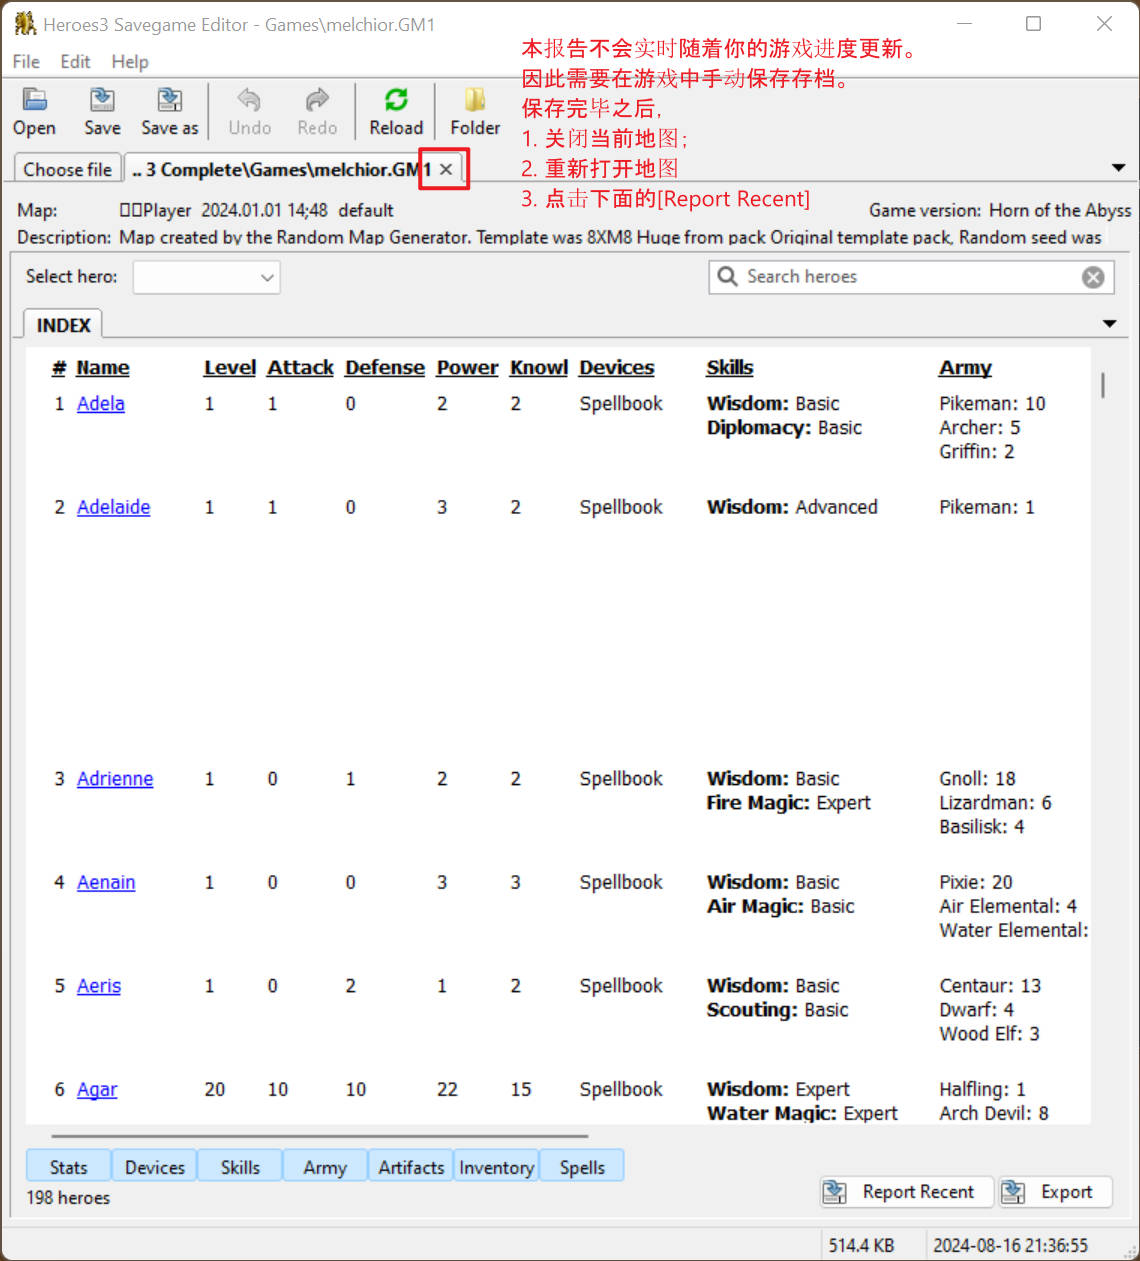 Heroes3 Savegame Editor - Games\melchior.GM1
File Edit Help
本报告不会实时随着你的游戏进度更新。
因此需要在游戏中手动保存存档。
保存完毕之后，
1. 关闭当前地图；
2. 重新打开地图
3. 点击下面的[Report Recent]
Open Save Save as Undo Redo Reload Folder
Choose file .. 3 Complete\Games\melchior.GM1
Map: Player 2024.01.01 14;48 default Game version: Horn of the Abyss
Description: Map created by the Random Map Generator. Template was 8XM8 Huge from pack Original template pack, Random seed was
Select hero: Search heroes
INDEX
# Name Level Attack Defense Power Knowl Devices Skills Army
1 Adela 1 1 0 2 2 Spellbook Wisdom: Basic Pikeman: 10
Diplomacy: Basic Archer: 5
Griffin: 2
2 Adelaide 1 1 0 3 2 Spellbook Wisdom: Advanced Pikeman: 1
3 Adrienne 1 0 1 2 2 Spellbook Wisdom: Basic Gnoll: 18
Fire Magic: Expert Lizardman: 6
Basilisk: 4
4 Aenain 1 0 0 3 3 Spellbook Wisdom: Basic Pixie: 20
Air Magic: Basic Air Elemental: 4
Water Elemental:
5 Aeris 1 0 2 1 2 Spellbook Wisdom: Basic Centaur: 13
Scouting: Basic Dwarf: 4
Wood Elf: 3
6 Agar 20 10 10 22 15 Spellbook Wisdom: Expert Halfling: 1
Water Magic: Expert Arch Devil: 8
Stats Devices Skills Army Artifacts Inventory Spells
198 heroes Report Recent Export
514.4 KB 2024-08-16 21:36:55